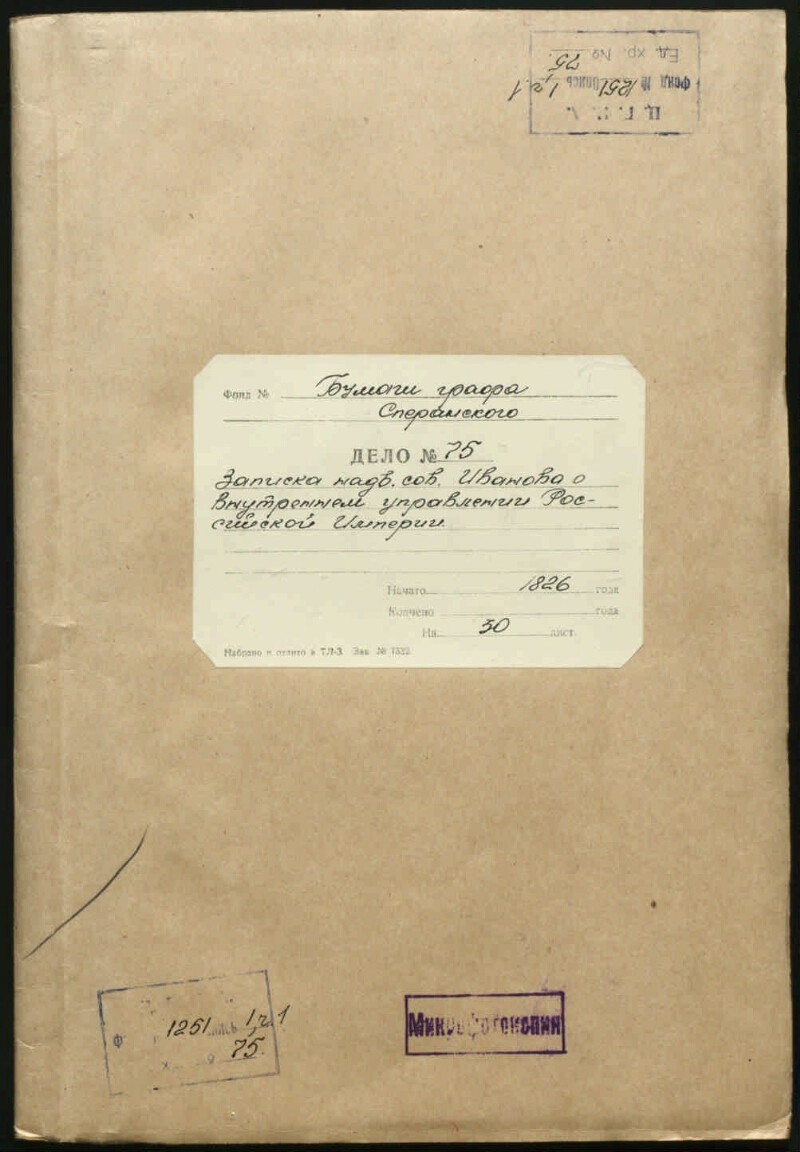 Ц.Г.И.А.
Фонд № 1251 опись 1, ч.1
Ед. хр. № 75
Фонд № Бумаги графа
Сперанского
ДЕЛО № 75
Записка надв. сов. Иванова о
внутреннем управлении Рос-
сийской Империи.
Начато 1826 года
Кончено года
На 30 лист.
Набрано и отлито в ТЛ-3 Зак. № 1332
Ф 1251 опись 1, ч.1
75.
Микрофотокопия